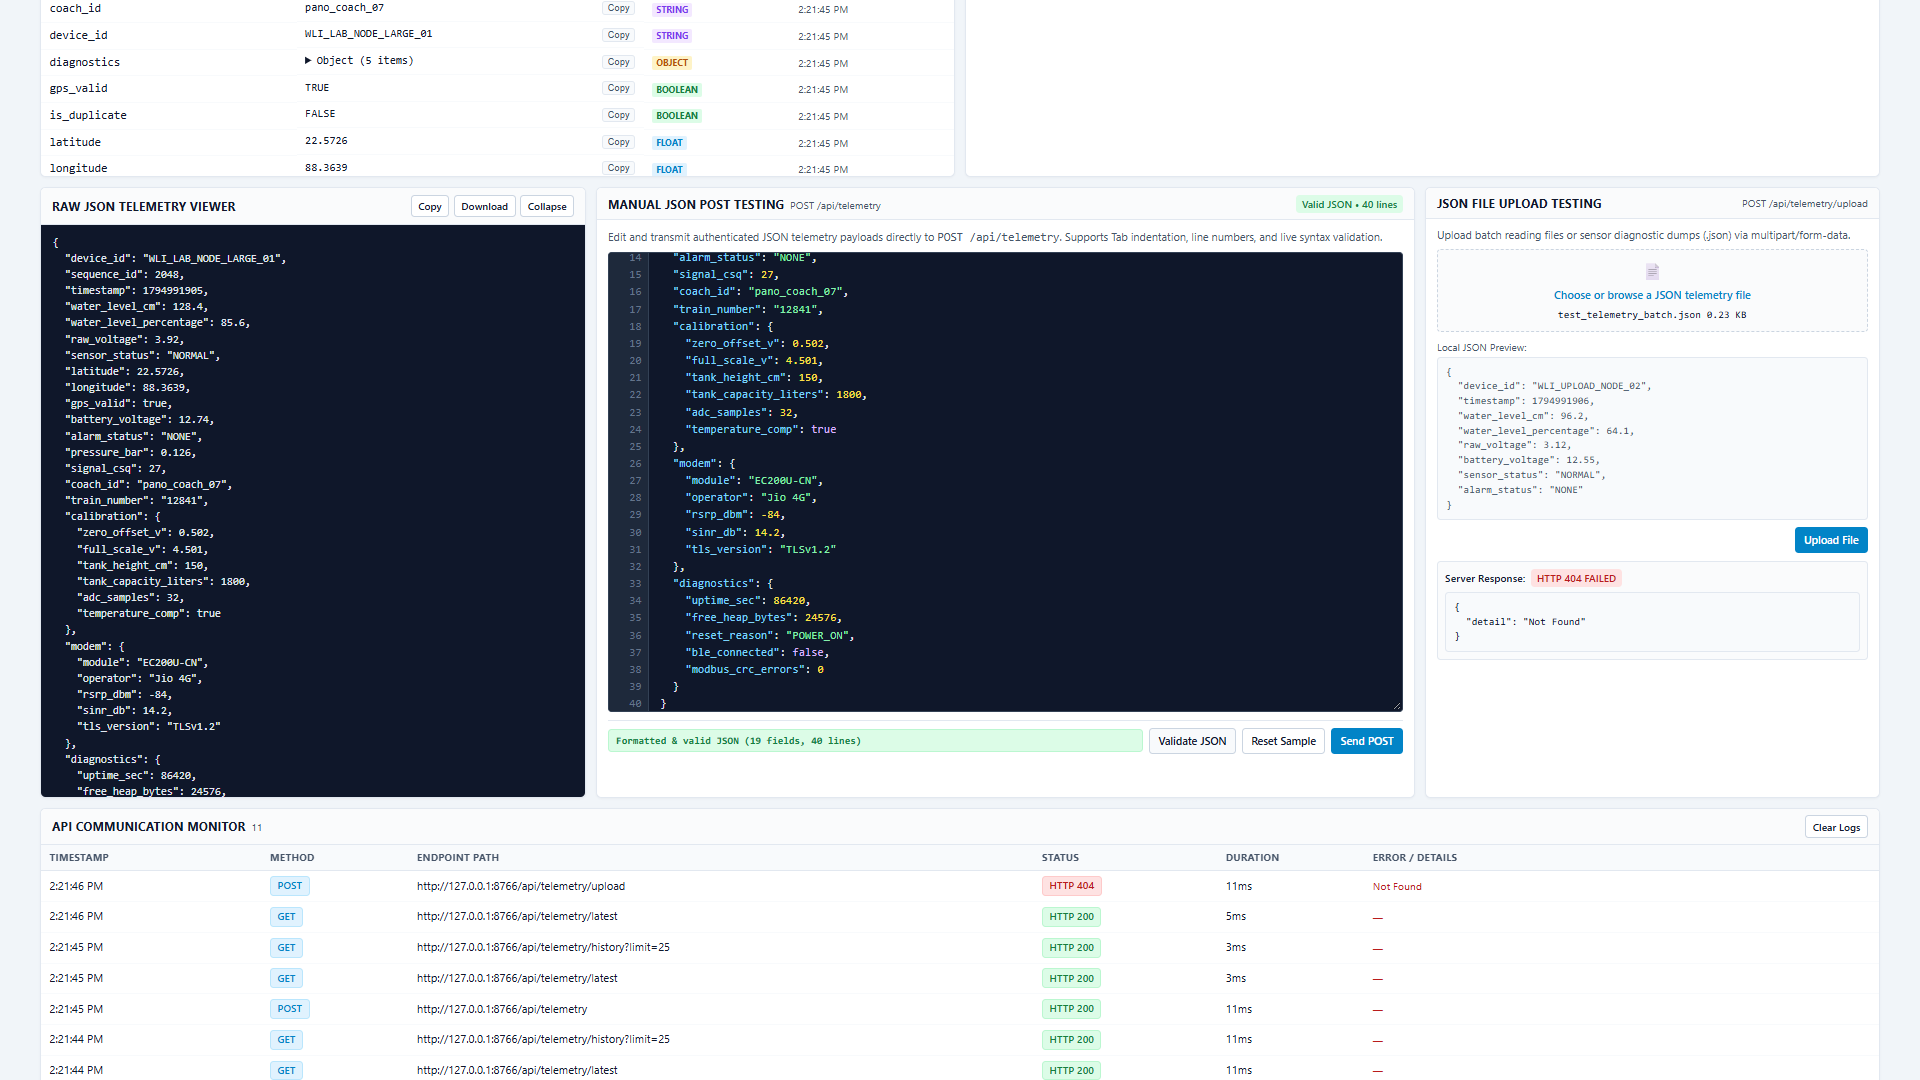 coach_id pano_coach_07 Copy STRING 2:21:45 PM
device_id WLI_LAB_NODE_LARGE_01 Copy STRING 2:21:45 PM
diagnostics ▶ Object (5 items) Copy OBJECT 2:21:45 PM
gps_valid TRUE Copy BOOLEAN 2:21:45 PM
is_duplicate FALSE Copy BOOLEAN 2:21:45 PM
latitude 22.5726 Copy FLOAT 2:21:45 PM
longitude 88.3639 Copy FLOAT 2:21:45 PM
RAW JSON TELEMETRY VIEWER Copy Download Collapse
{
"device_id": "WLI_LAB_NODE_LARGE_01",
"sequence_id": 2048,
"timestamp": 1794991905,
"water_level_cm": 128.4,
"water_level_percentage": 85.6,
"raw_voltage": 3.92,
"sensor_status": "NORMAL",
"latitude": 22.5726,
"longitude": 88.3639,
"gps_valid": true,
"battery_voltage": 12.74,
"alarm_status": "NONE",
"pressure_bar": 0.126,
"signal_csq": 27,
"coach_id": "pano_coach_07",
"train_number": "12841",
"calibration": {
"zero_offset_v": 0.502,
"full_scale_v": 4.501,
"tank_height_cm": 150,
"tank_capacity_liters": 1800,
"adc_samples": 32,
"temperature_comp": true
},
"modem": {
"module": "EC200U-CN",
"operator": "Jio 4G",
"rsrp_dbm": -84,
"sinr_db": 14.2,
"tls_version": "TLSv1.2"
},
"diagnostics": {
"uptime_sec": 86420,
"free_heap_bytes": 24576,
MANUAL JSON POST TESTING POST /api/telemetry Valid JSON • 40 lines
Edit and transmit authenticated JSON telemetry payloads directly to POST /api/telemetry. Supports Tab indentation, line numbers, and live syntax validation.
14 "alarm_status": "NONE",
15 "signal_csq": 27,
16 "coach_id": "pano_coach_07",
17 "train_number": "12841",
18 "calibration": {
19 "zero_offset_v": 0.502,
20 "full_scale_v": 4.501,
21 "tank_height_cm": 150,
22 "tank_capacity_liters": 1800,
23 "adc_samples": 32,
24 "temperature_comp": true
25 },
26 "modem": {
27 "module": "EC200U-CN",
28 "operator": "Jio 4G",
29 "rsrp_dbm": -84,
30 "sinr_db": 14.2,
31 "tls_version": "TLSv1.2"
32 },
33 "diagnostics": {
34 "uptime_sec": 86420,
35 "free_heap_bytes": 24576,
36 "reset_reason": "POWER_ON",
37 "ble_connected": false,
38 "modbus_crc_errors": 0
39 }
40 }
Formatted & valid JSON (19 fields, 40 lines) Validate JSON Reset Sample Send POST
JSON FILE UPLOAD TESTING POST /api/telemetry/upload
Upload batch reading files or sensor diagnostic dumps (.json) via multipart/form-data.
Choose or browse a JSON telemetry file
test_telemetry_batch.json 0.23 KB
Local JSON Preview:
{
"device_id": "WLI_UPLOAD_NODE_02",
"timestamp": 1794991906,
"water_level_cm": 96.2,
"water_level_percentage": 64.1,
"raw_voltage": 3.12,
"battery_voltage": 12.55,
"sensor_status": "NORMAL",
"alarm_status": "NONE"
}
Upload File
Server Response: HTTP 404 FAILED
{
"detail": "Not Found"
}
API COMMUNICATION MONITOR 11 Clear Logs
TIMESTAMP METHOD ENDPOINT PATH STATUS DURATION ERROR / DETAILS
2:21:46 PM POST http://127.0.0.1:8766/api/telemetry/upload HTTP 404 11ms Not Found
2:21:46 PM GET http://127.0.0.1:8766/api/telemetry/latest HTTP 200 5ms —
2:21:45 PM GET http://127.0.0.1:8766/api/telemetry/history?limit=25 HTTP 200 3ms —
2:21:45 PM GET http://127.0.0.1:8766/api/telemetry/latest HTTP 200 3ms —
2:21:45 PM POST http://127.0.0.1:8766/api/telemetry HTTP 200 11ms —
2:21:44 PM GET http://127.0.0.1:8766/api/telemetry/history?limit=25 HTTP 200 11ms —
2:21:44 PM GET http://127.0.0.1:8766/api/telemetry/latest HTTP 200 11ms —